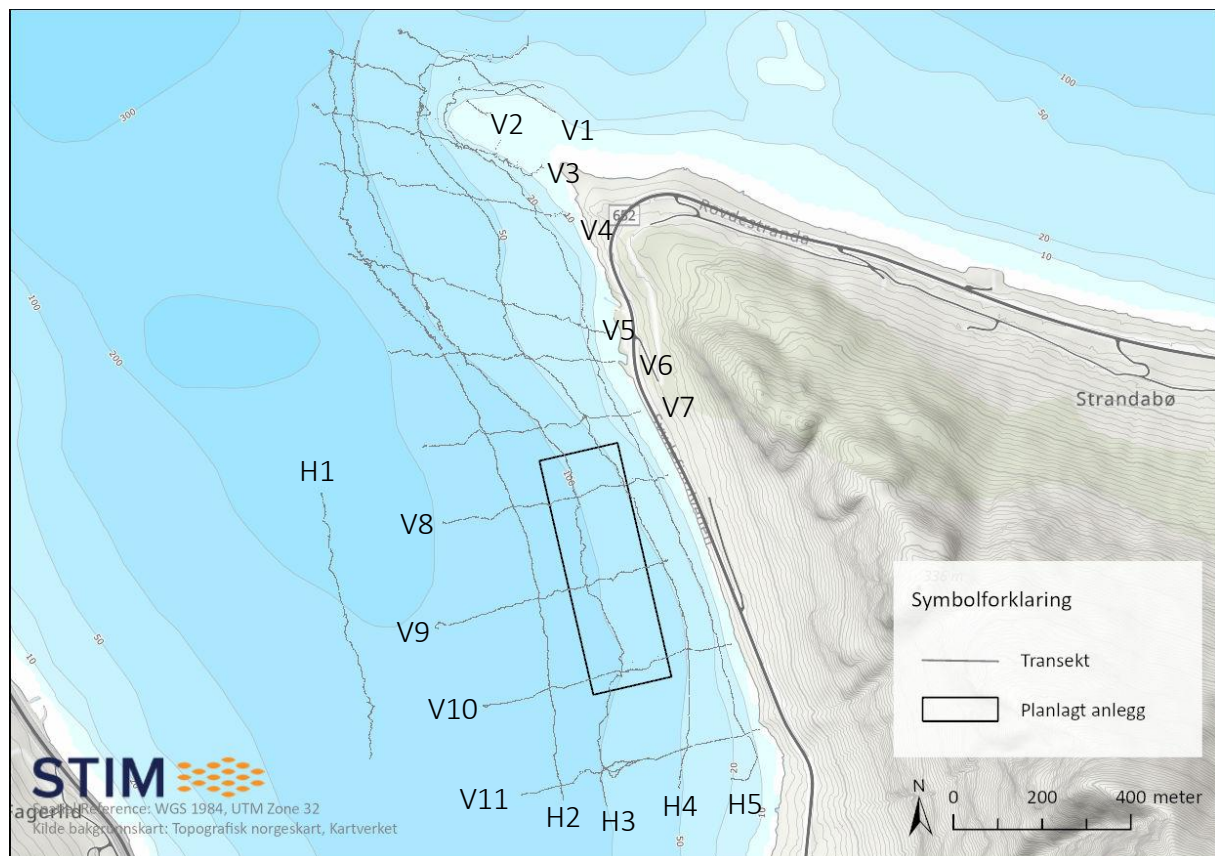 100
50
300
V2
V1
V3
20
10
652
Rovdestranda
V4
50
20
10
100
200
V5
V6
Strandabø
V7
H1
100
V8
336 m
Symbolforklaring
V9
Transekt
50
10
V10
Planlagt anlegg
STIM
20
V11
H2
H3
H4
H5
10
50
N
0 200 400 meter
Fagerlid
Spatial Reference: WGS 1984, UTM Zone 32
Kilde bakgrunnskart: Topografisk norgeskart, Kartverket